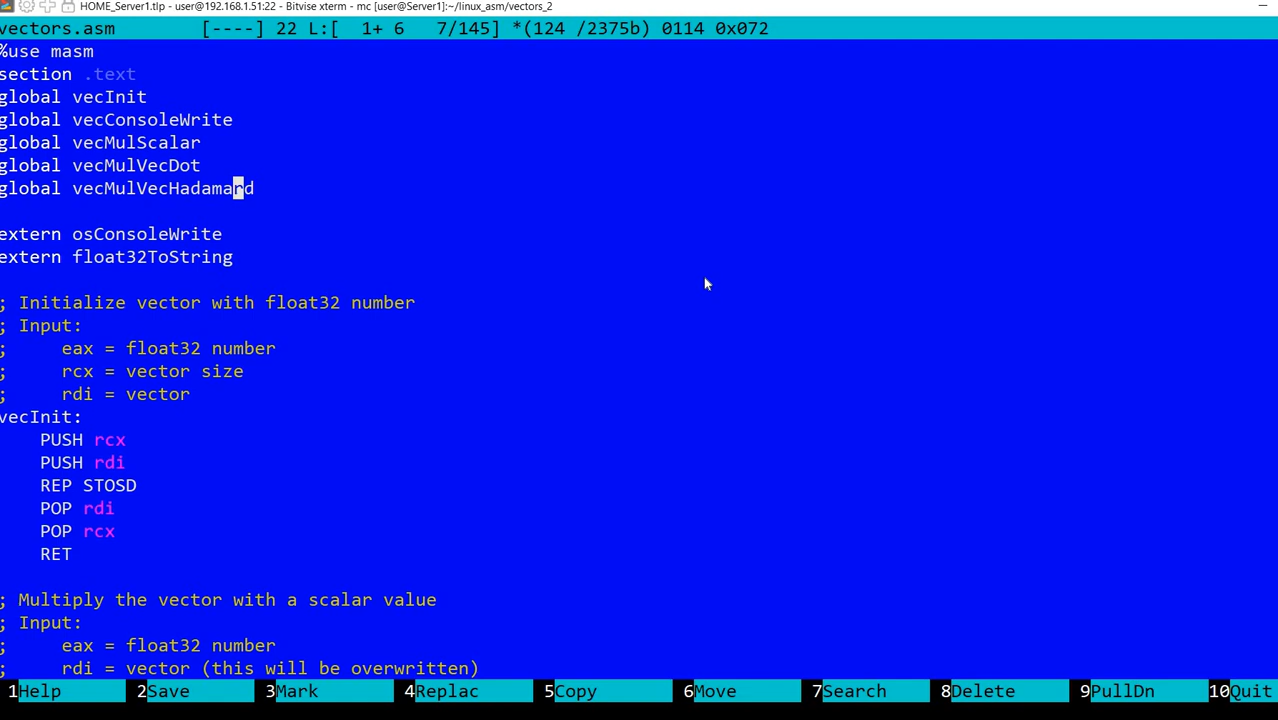 HOME_Server1.tlp - user@192.168.1.51:22 - Bitvise xterm - mc [user@Server1]:~/linux_asm/vectors_2
vectors.asm [----] 22 L:[ 1+ 6 7/145] *(124 /2375b) 0114 0x072
%use masm
section .text
global vecInit
global vecConsoleWrite
global vecMulScalar
global vecMulVecDot
global vecMulVecHadamard
extern osConsoleWrite
extern float32ToString
; Initialize vector with float32 number
; Input:
; eax = float32 number
; rcx = vector size
; rdi = vector
vecInit:
PUSH rcx
PUSH rdi
REP STOSD
POP rdi
POP rcx
RET
; Multiply the vector with a scalar value
; Input:
; eax = float32 number
; rdi = vector (this will be overwritten)
1Help 2Save 3Mark 4Replac 5Copy 6Move 7Search 8Delete 9PullDn 10Quit